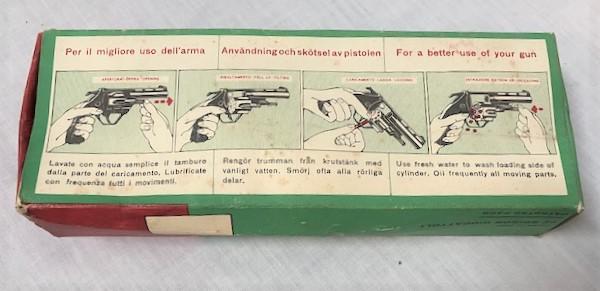 Per il migliore uso dell'arma
Användning och skötsel av pistolen
For a better use of your gun
Lavate con acqua semplice il tamburo
dalla parte del caricamento. Lubrificate
con frequenza tutti i movimenti.
Rengör trumman från krutstänk med
vanligt vatten. Smörj ofta alla rörliga
delar.
Use fresh water to wash loading side of
cylinder. Oil frequently all moving parts.